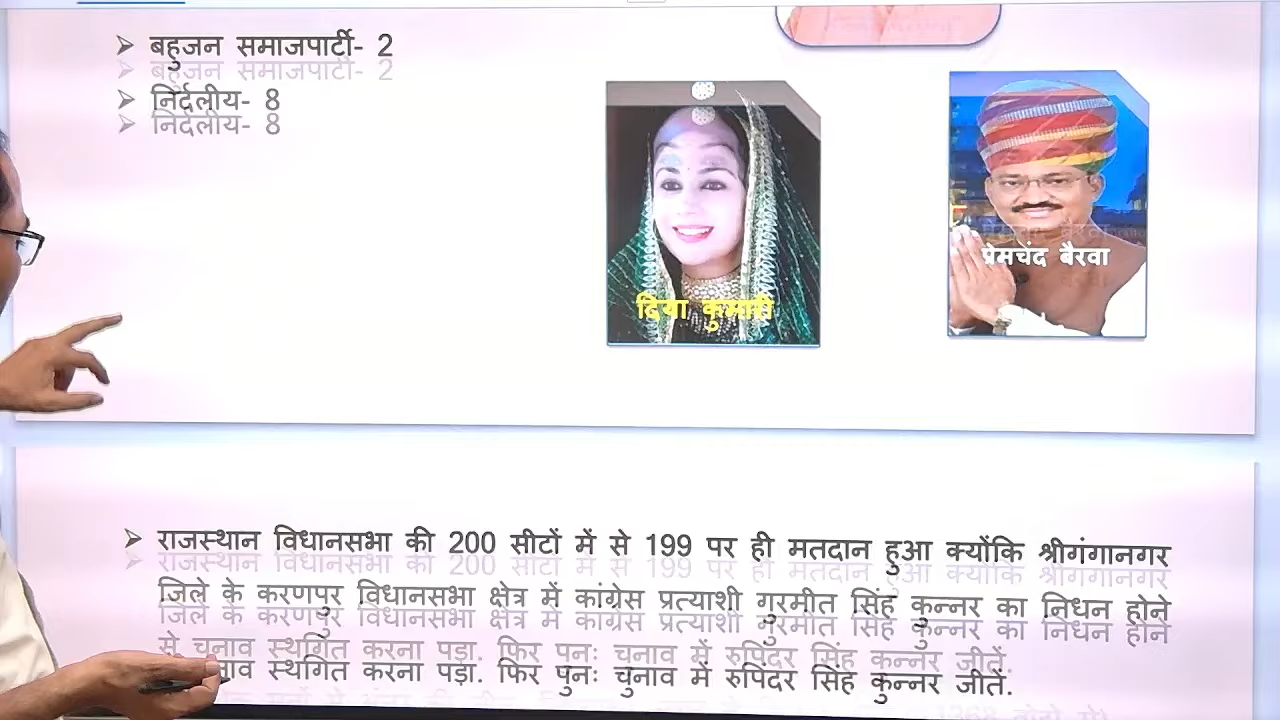 बहुजन समाजपार्टी- 2
निर्दलीय- 8
दिया कुमारी
प्रेमचंद बैरवा
राजस्थान विधानसभा की 200 सीटों में से 199 पर ही मतदान हुआ क्योंकि श्रीगंगानगर
जिले के करणपुर विधानसभा क्षेत्र में कांग्रेस प्रत्याशी गुरमीत सिंह कुन्नर का निधन होने
से चुनाव स्थगित करना पड़ा. फिर पुनः चुनाव में रुपिंदर सिंह कुन्नर जीतें.